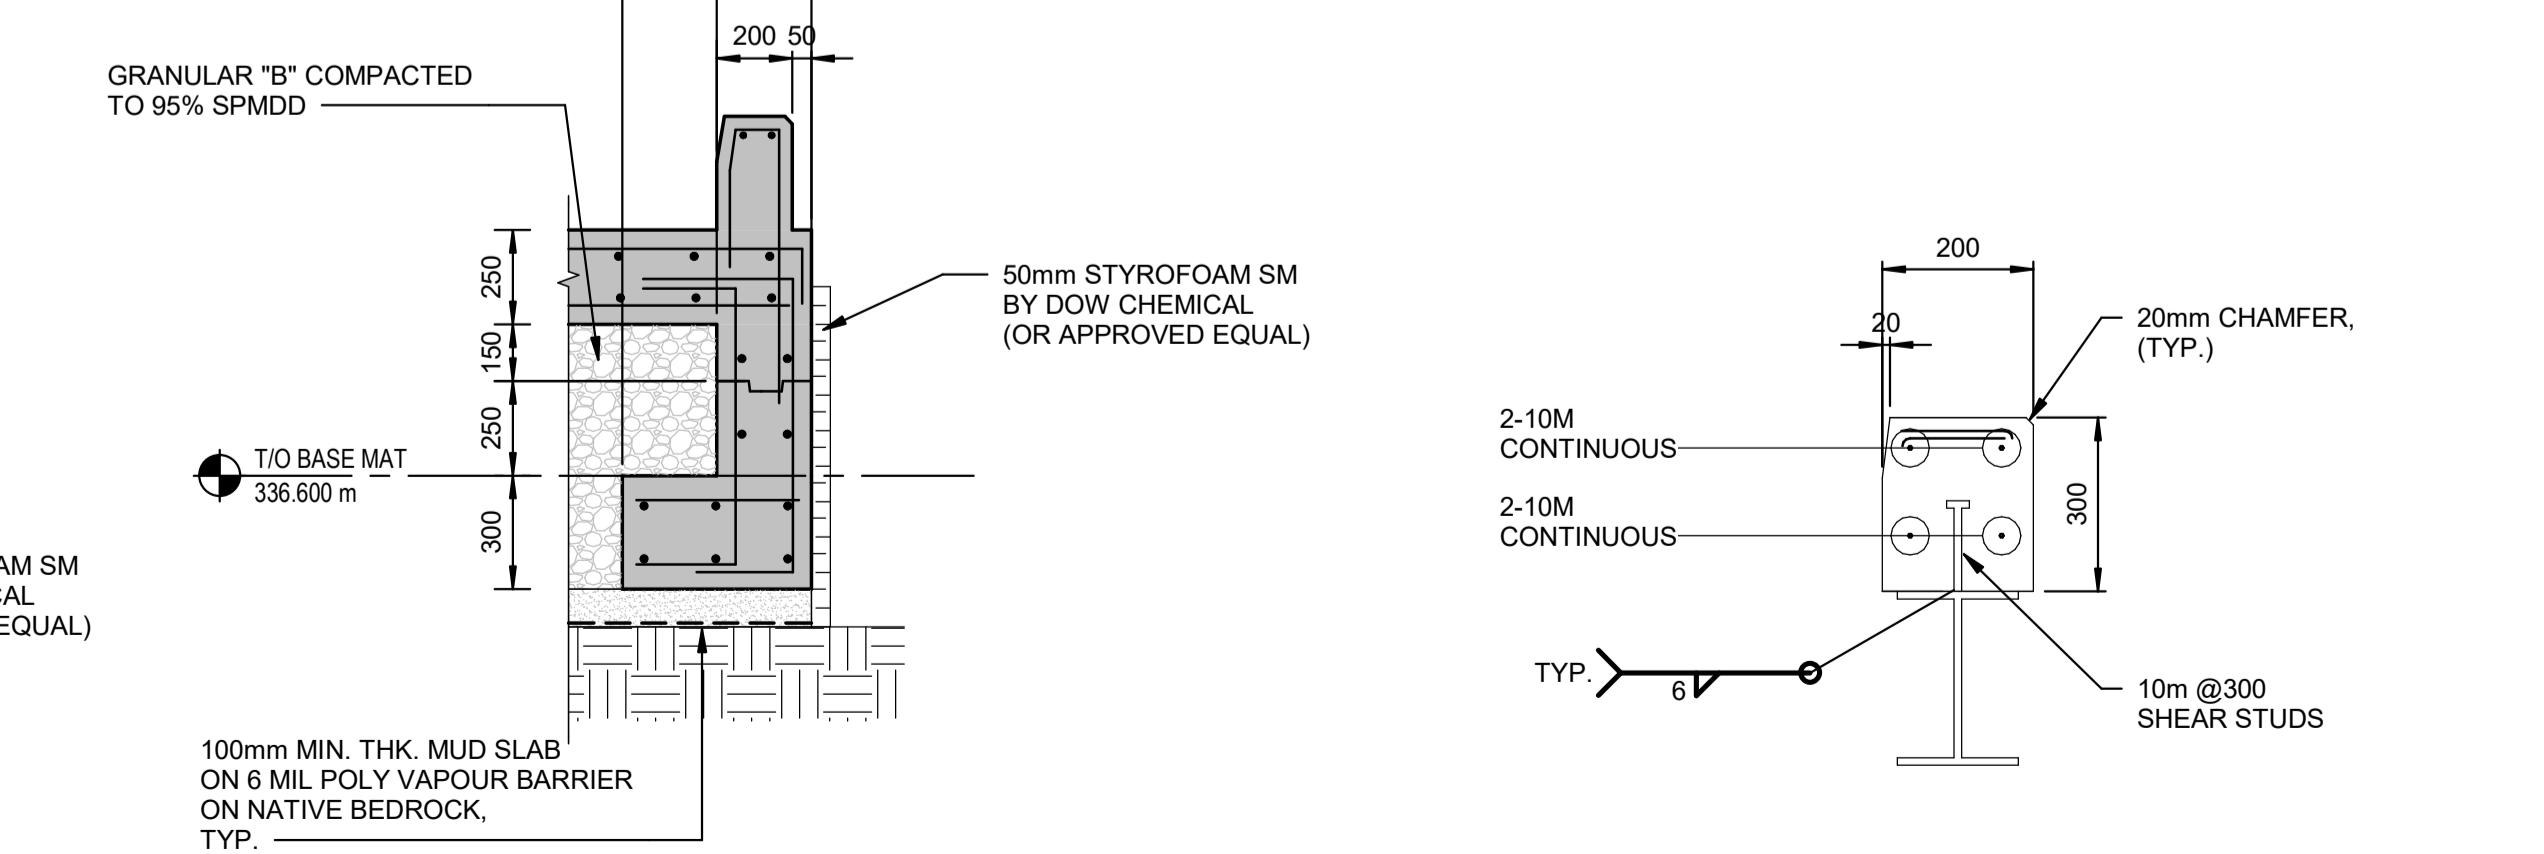 200 50
GRANULAR "B" COMPACTED
TO 95% SPMDD
250
150
250
300
T/O BASE MAT
336.600 m
50mm STYROFOAM SM
BY DOW CHEMICAL
(OR APPROVED EQUAL)
AM SM
CAL
EQUAL)
100mm MIN. THK. MUD SLAB
ON 6 MIL POLY VAPOUR BARRIER
ON NATIVE BEDROCK,
TYP.
200
20
20mm CHAMFER,
(TYP.)
2-10M
CONTINUOUS
2-10M
CONTINUOUS
300
TYP.
6
10m @300
SHEAR STUDS